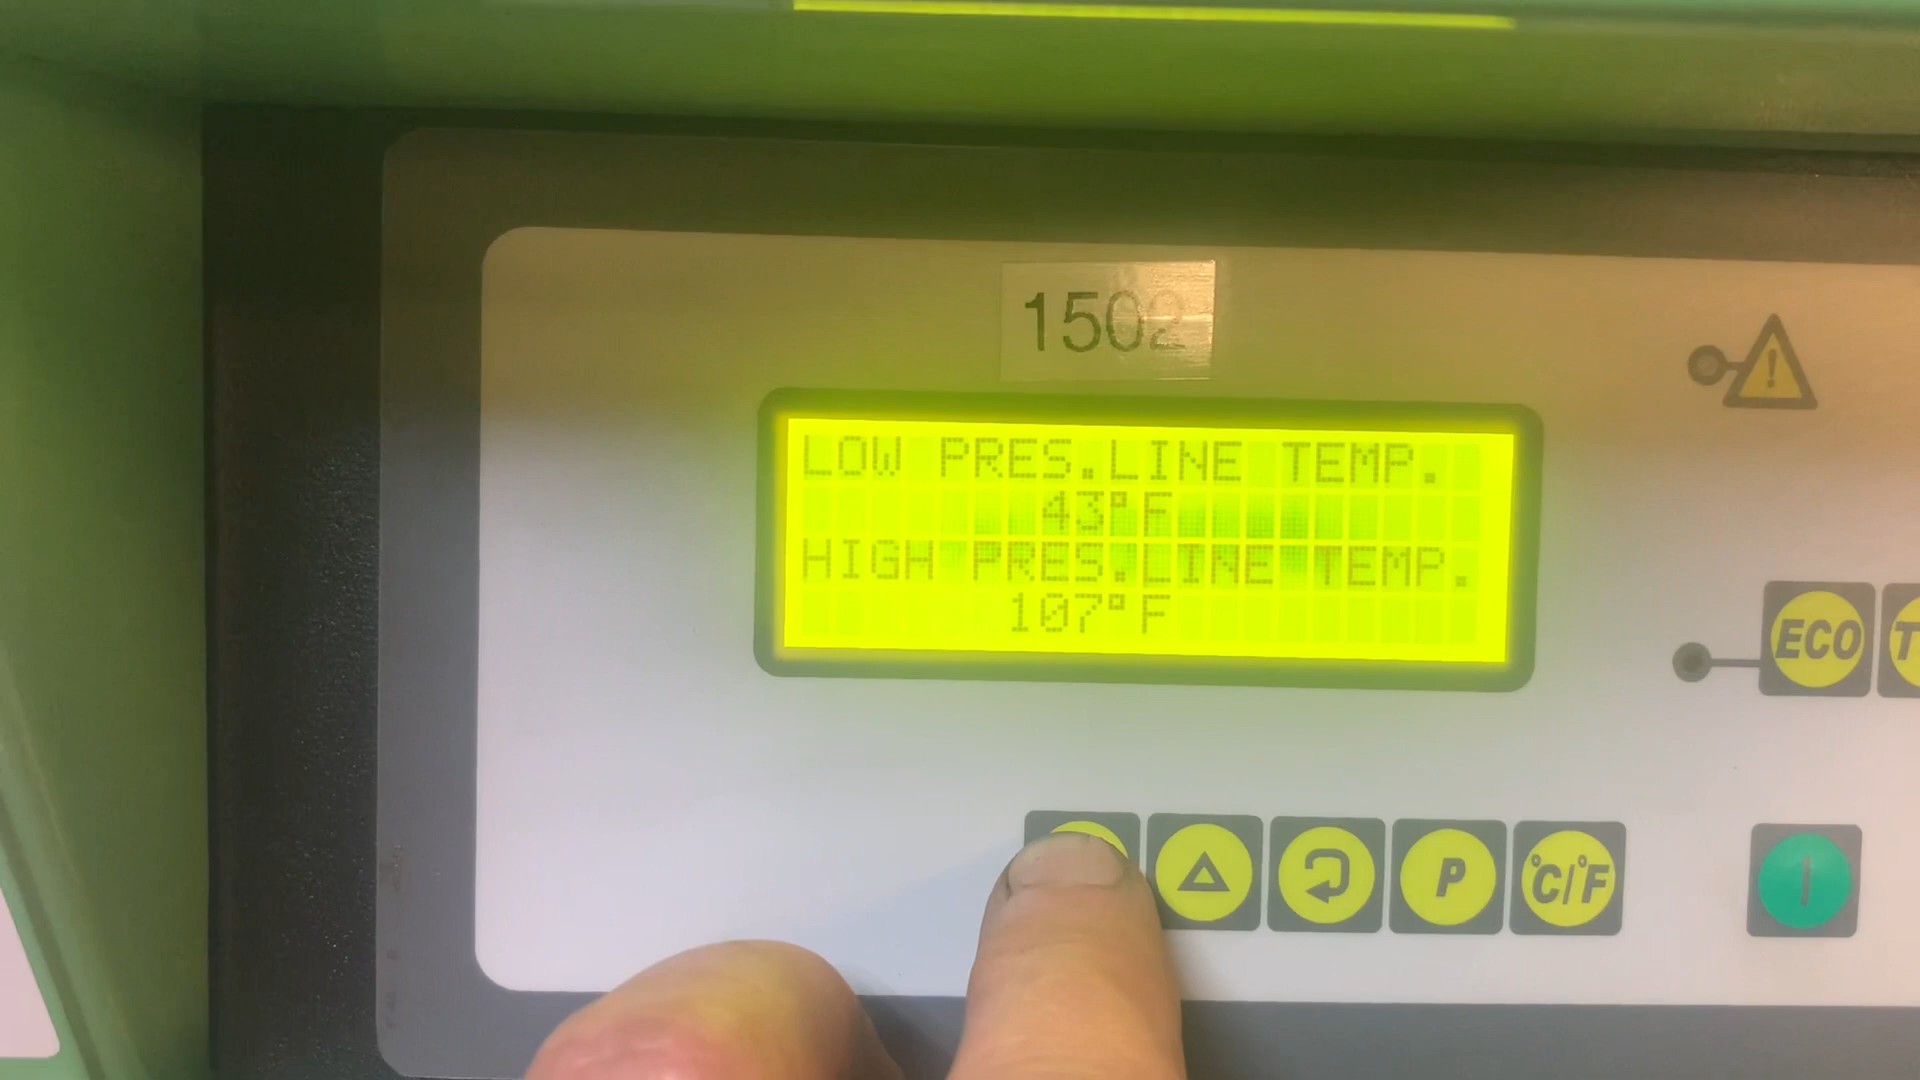 1502
LOW PRES.LINE TEMP.
43°F
HIGH PRES.LINE TEMP.
107°F
ECO
P
°C/°F